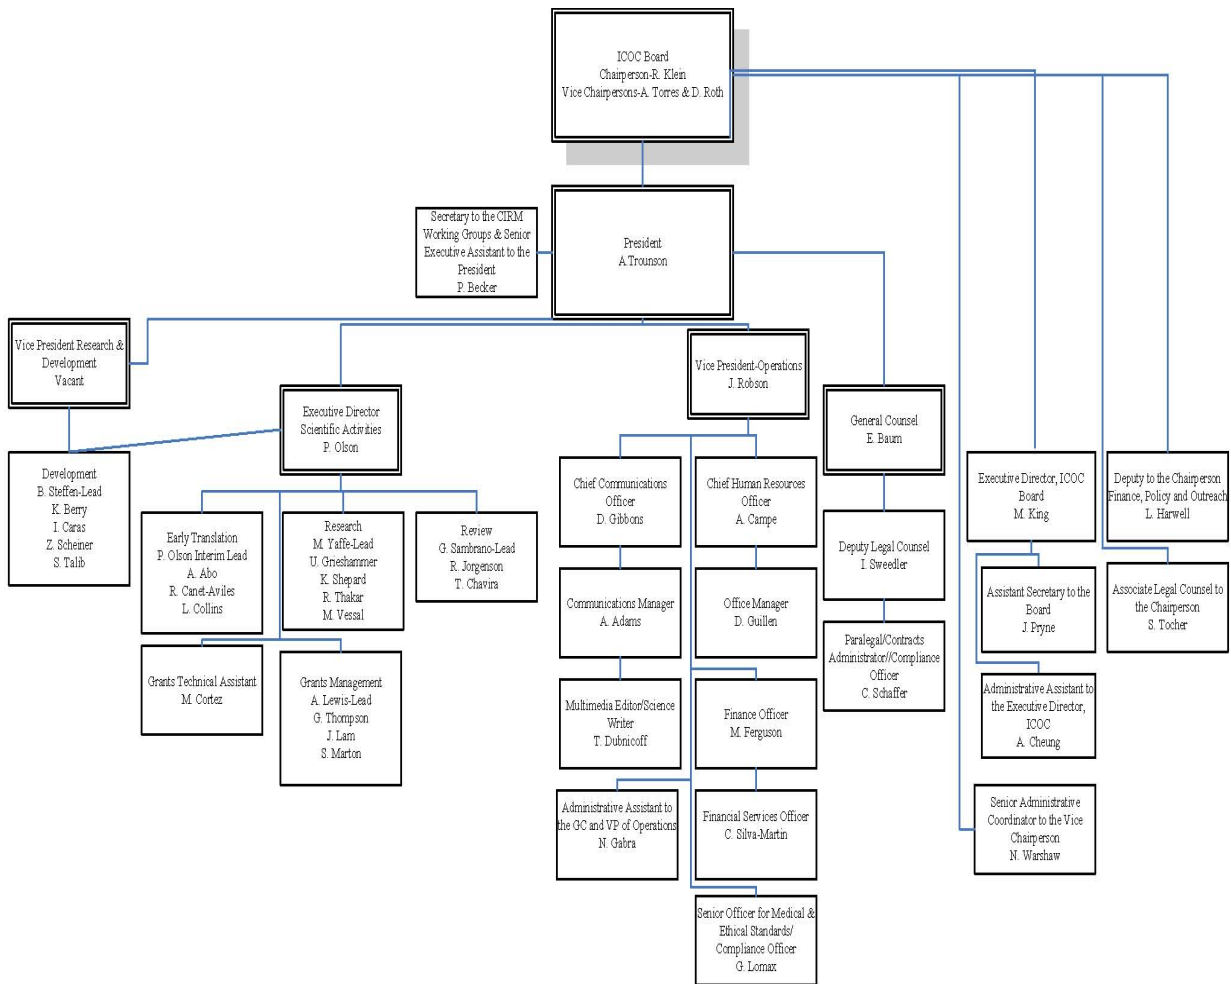 ICOC Board
Chairperson-R. Klein
Vice Chairpersons-A. Torres & D. Roth
Secretary to the CIRM
Working Groups & Senior
Executive Assistant to the
President
P. Becker
President
A.Trounson
Vice President Research &
Development
Vacant
Executive Director
Scientific Activities
P. Olson
Vice President-Operations
J. Robson
General Counsel
E. Baum
Development
B. Steffen-Lead
K. Berry
I. Caras
Z. Scheiner
S. Talib
Early Translation
P. Olson Interim Lead
A. Abo
R. Canet-Aviles
L. Collins
Research
M. Yaffe-Lead
U. Grieshammer
K. Shepard
R. Thakar
M. Vessal
Review
G. Sambrano-Lead
R. Jorgenson
T. Chavira
Grants Technical Assistant
M. Cortez
Grants Management
A. Lewis-Lead
G. Thompson
J. Lam
S. Marton
Chief Communications
Officer
D. Gibbons
Chief Human Resources
Officer
A. Campe
Communications Manager
A. Adams
Office Manager
D. Guillen
Multimedia Editor/Science
Writer
T. Dubnicoff
Finance Officer
M. Ferguson
Administrative Assistant to
the GC and VP of Operations
N. Gabra
Financial Services Officer
C. Silva-Martin
Senior Officer for Medical &
Ethical Standards/
Compliance Officer
G. Lomax
Deputy Legal Counsel
I. Sweedler
Paralegal/Contracts
Administrator//Compliance
Officer
C. Schaffer
Executive Director, ICOC
Board
M. King
Deputy to the Chairperson
Finance, Policy and Outreach
L. Harwell
Assistant Secretary to the
Board
J. Pryne
Associate Legal Counsel to
the Chairperson
S. Tocher
Administrative Assistant to
the Executive Director,
ICOC
A. Cheung
Senior Administrative
Coordinator to the Vice
Chairperson
N. Warshaw